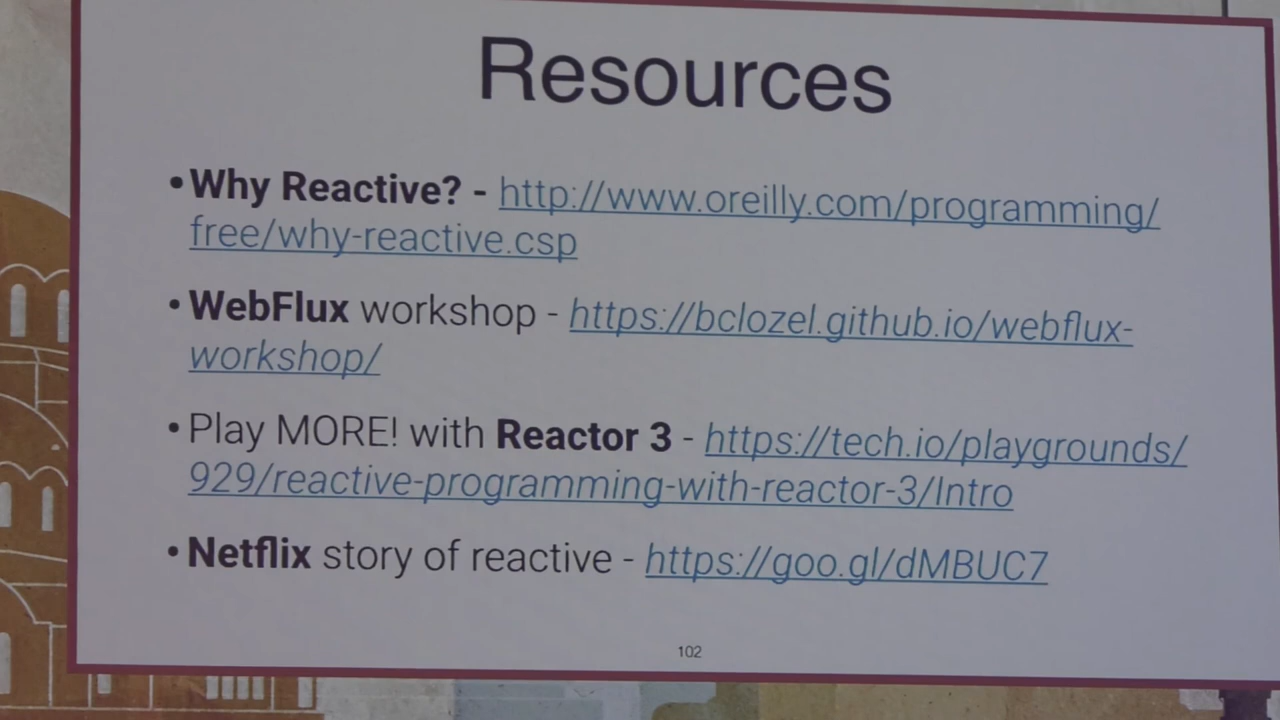 Resources
•Why Reactive? - http://www.oreilly.com/programming/
free/why-reactive.csp
•WebFlux workshop - https://bclozel.github.io/webflux-
workshop/
•Play MORE! with Reactor 3 - https://tech.io/playgrounds/
929/reactive-programming-with-reactor-3/Intro
•Netflix story of reactive - https://goo.gl/dMBUC7
102